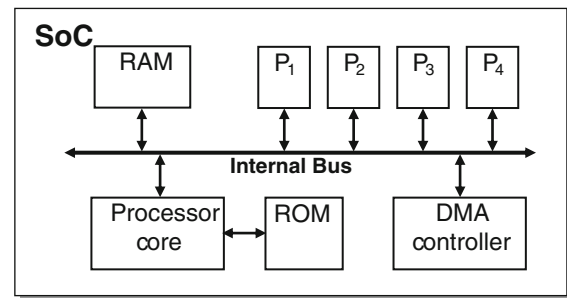 SoC
RAM
P₁
P₂
P₃
P₄
Internal Bus
Processor
core
ROM
DMA
controller